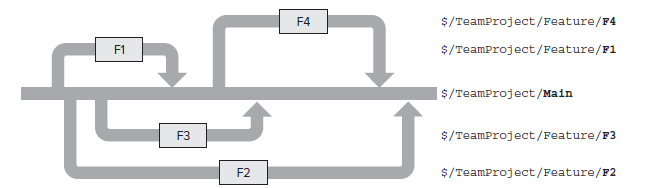 F4 $/TeamProject/Feature/F4
F1 $/TeamProject/Feature/F1
$/TeamProject/Main
F3 $/TeamProject/Feature/F3
F2 $/TeamProject/Feature/F2